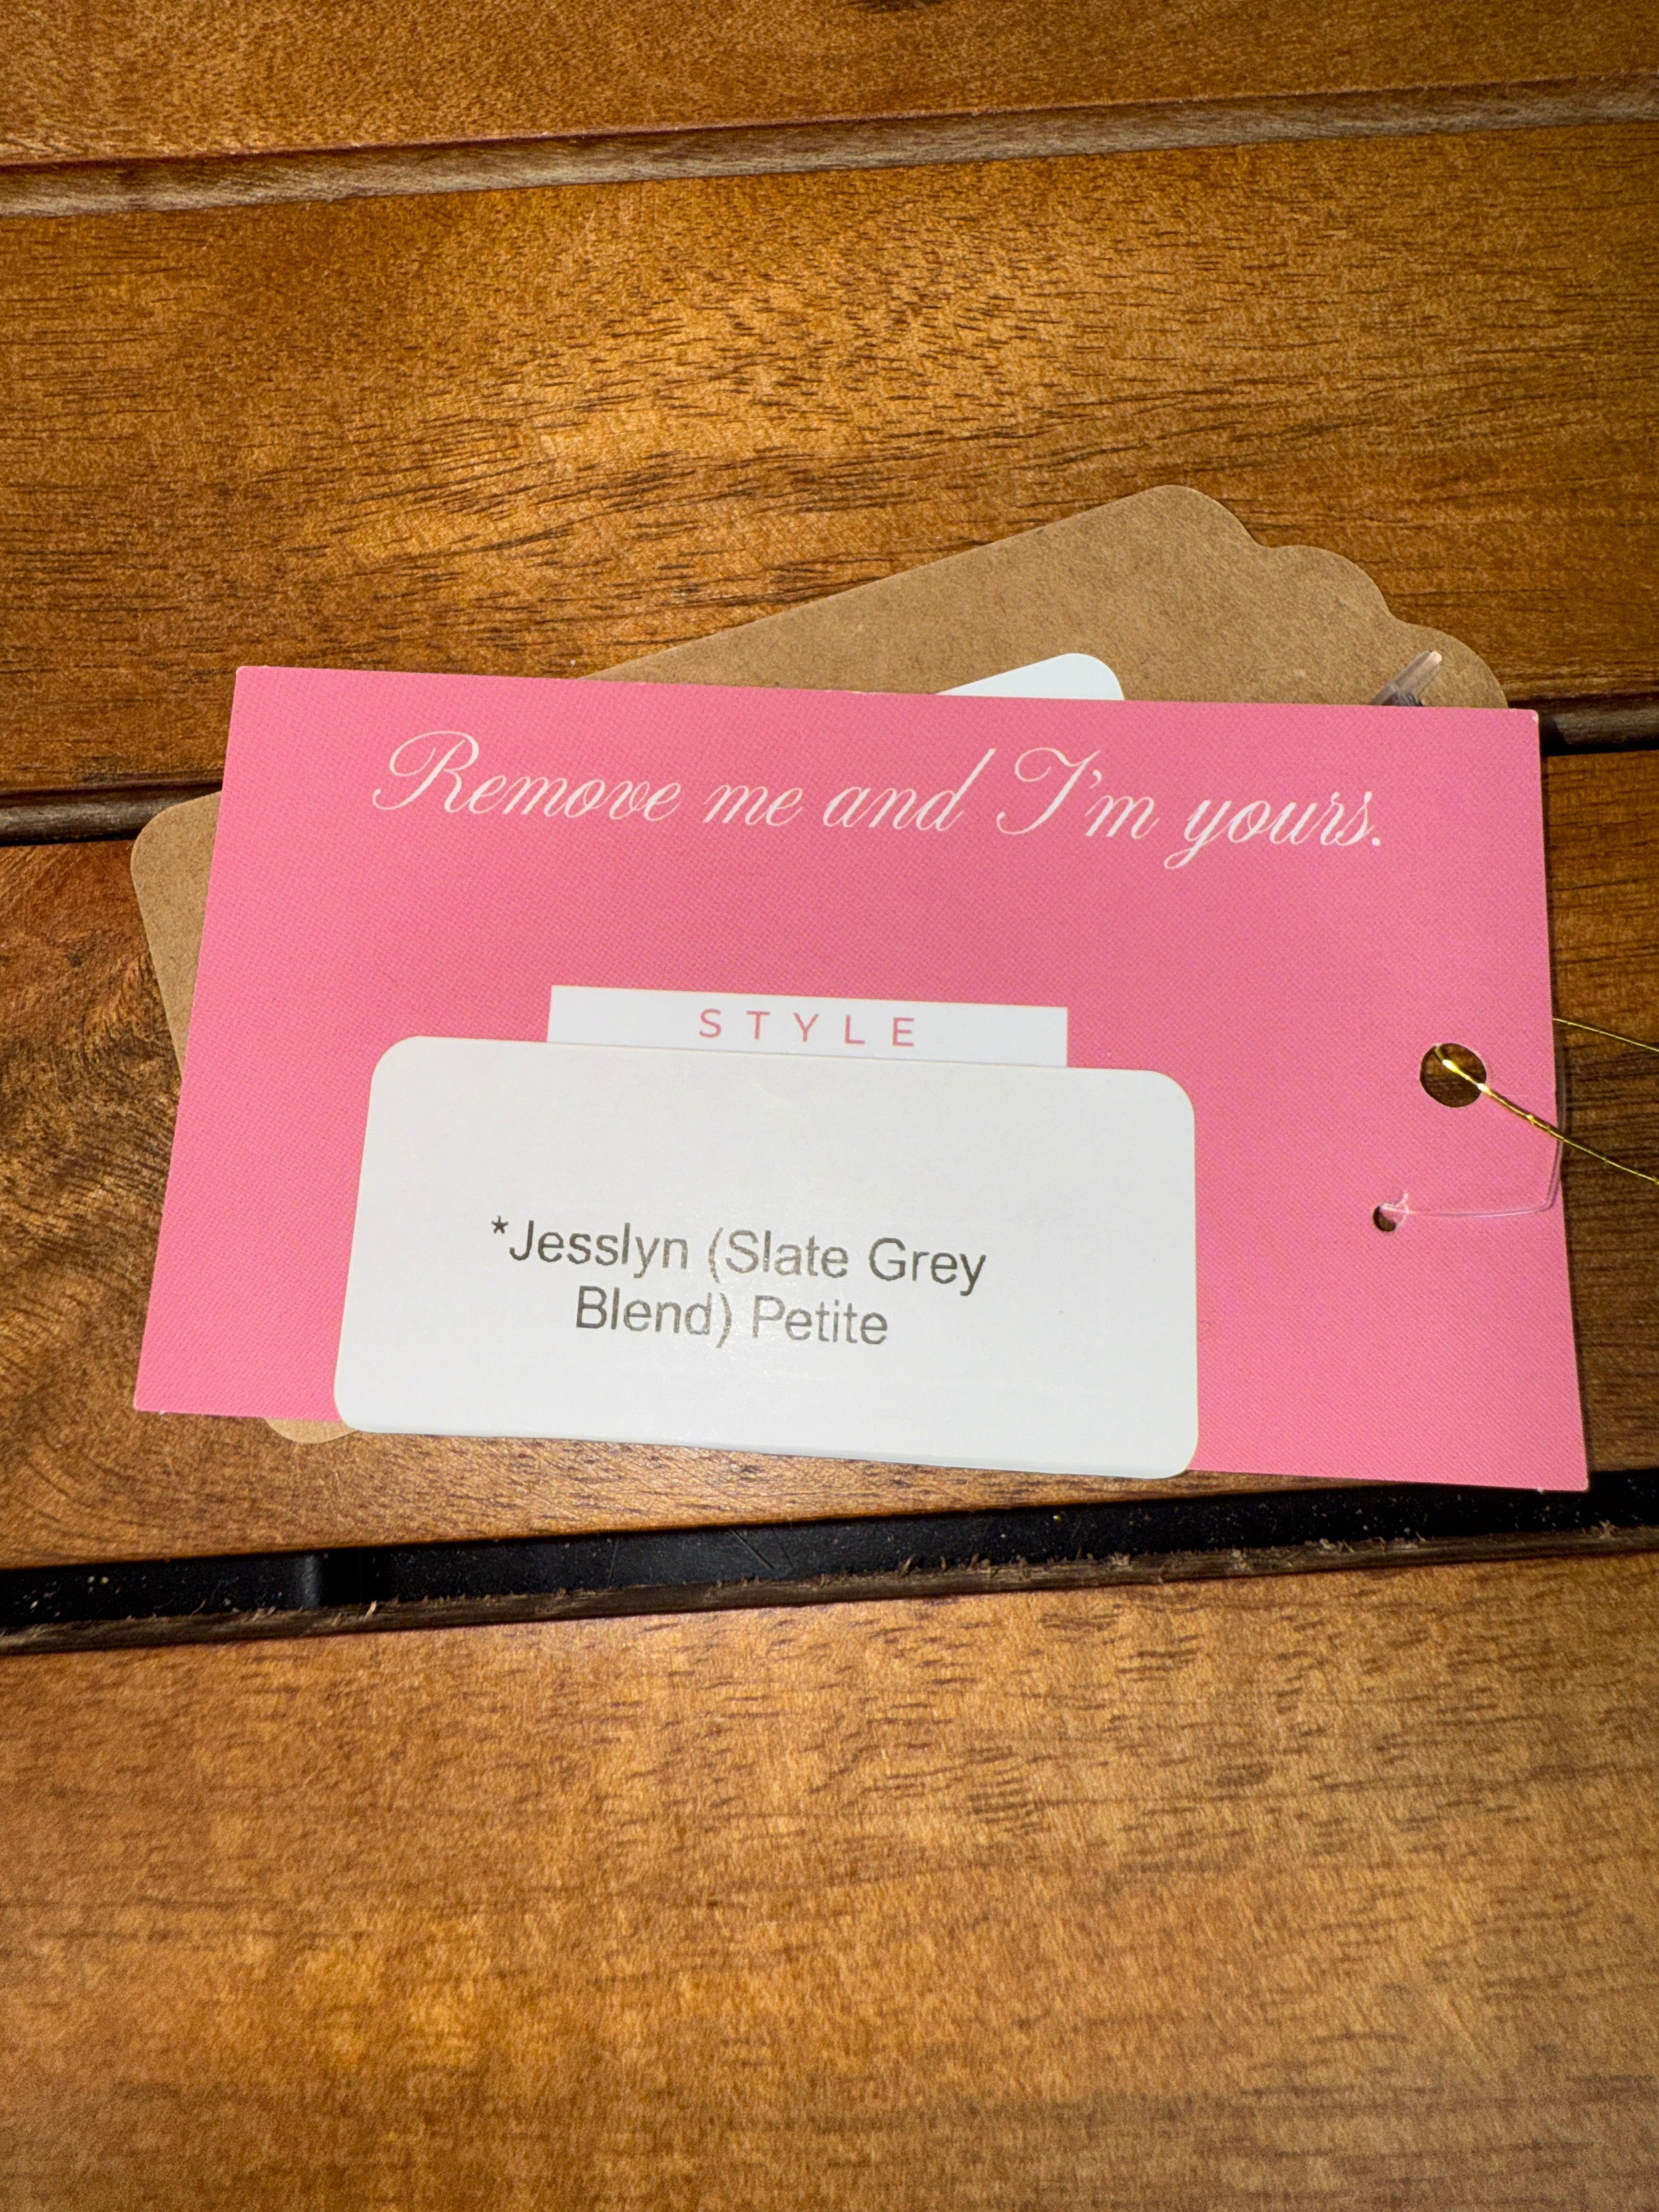 Remove me and I'm yours.
STYLE
*Jesslyn (Slate Grey
Blend) Petite